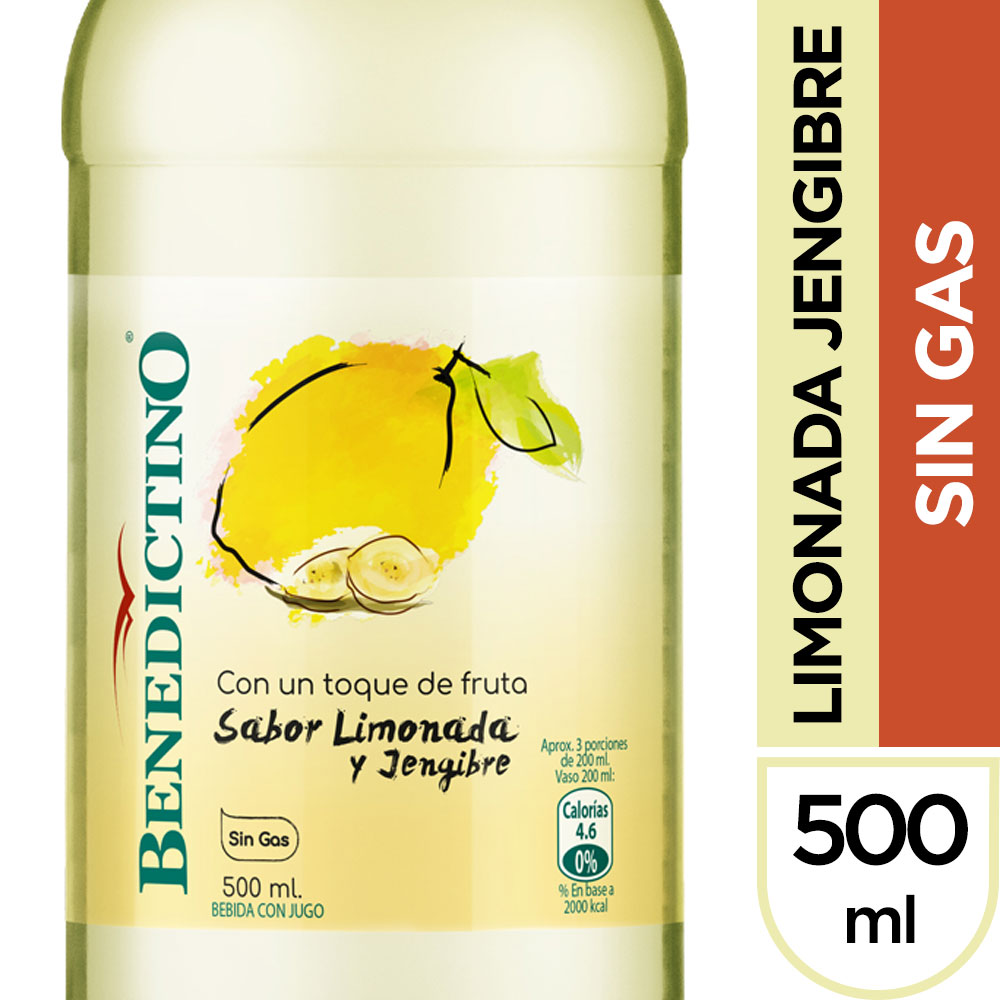 BENEDICTINO®
Con un toque de fruta
Sabor Limonada
y Jengibre
Sin Gas
500 ml.
BEBIDA CON JUGO
Aprox. 3 porciones
de 200 ml.
Vaso 200 ml:
Calorías
4.6
0%
% En base a
2000 kcal
LIMONADA JENGIBRE
SIN GAS
500
ml